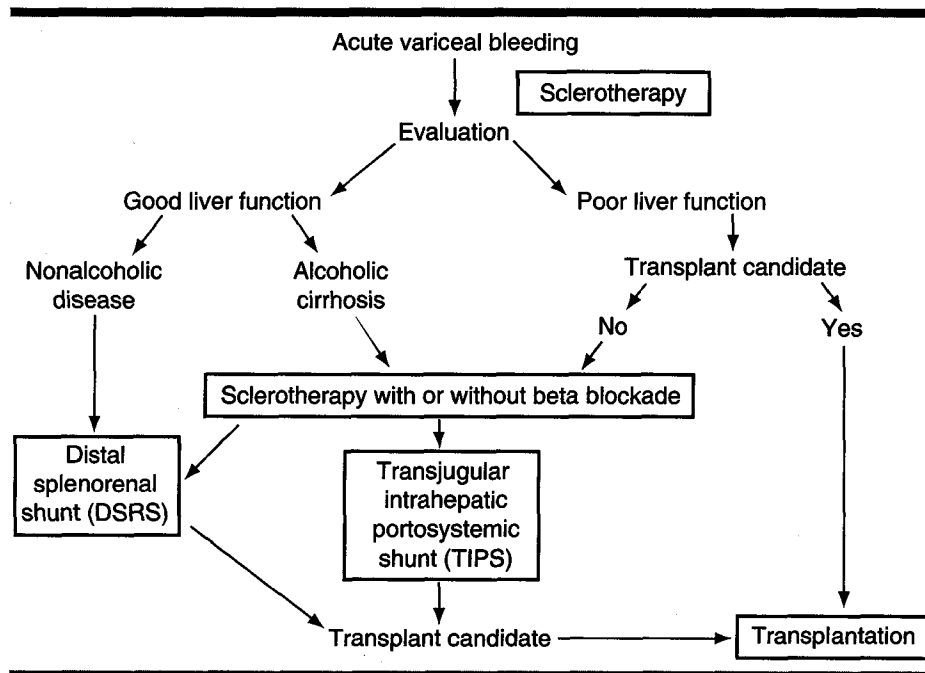 Acute variceal bleeding
Sclerotherapy
Evaluation
Good liver function
Poor liver function
Nonalcoholic
disease
Alcoholic
cirrhosis
Transplant candidate
No
Yes
Sclerotherapy with or without beta blockade
Distal
splenorenal
shunt (DSRS)
Transjugular
intrahepatic
portosystemic
shunt (TIPS)
Transplant candidate
Transplantation